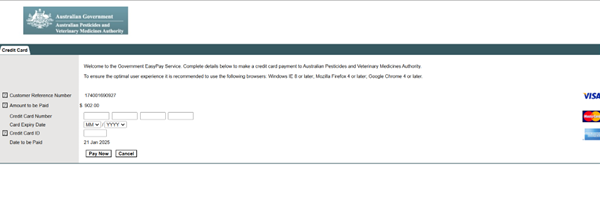 Australian Government
Australian Pesticides and
Veterinary Medicines Authority
Credit Card
Welcome to the Government EasyPay Service. Complete details below to make a credit card payment to Australian Pesticides and Veterinary Medicines Authority.
To ensure the optimal user experience it is recommended to use the following browsers: Windows IE 8 or later, Mozilla Firefox 4 or later, Google Chrome 4 or later.
? Customer Reference Number 174001690927
? Amount to be Paid $ 902.00
Credit Card Number
Card Expiry Date MM / YYYY
? Credit Card ID
Date to be Paid 21 Jan 2025
Pay Now Cancel
VISA
MasterCard